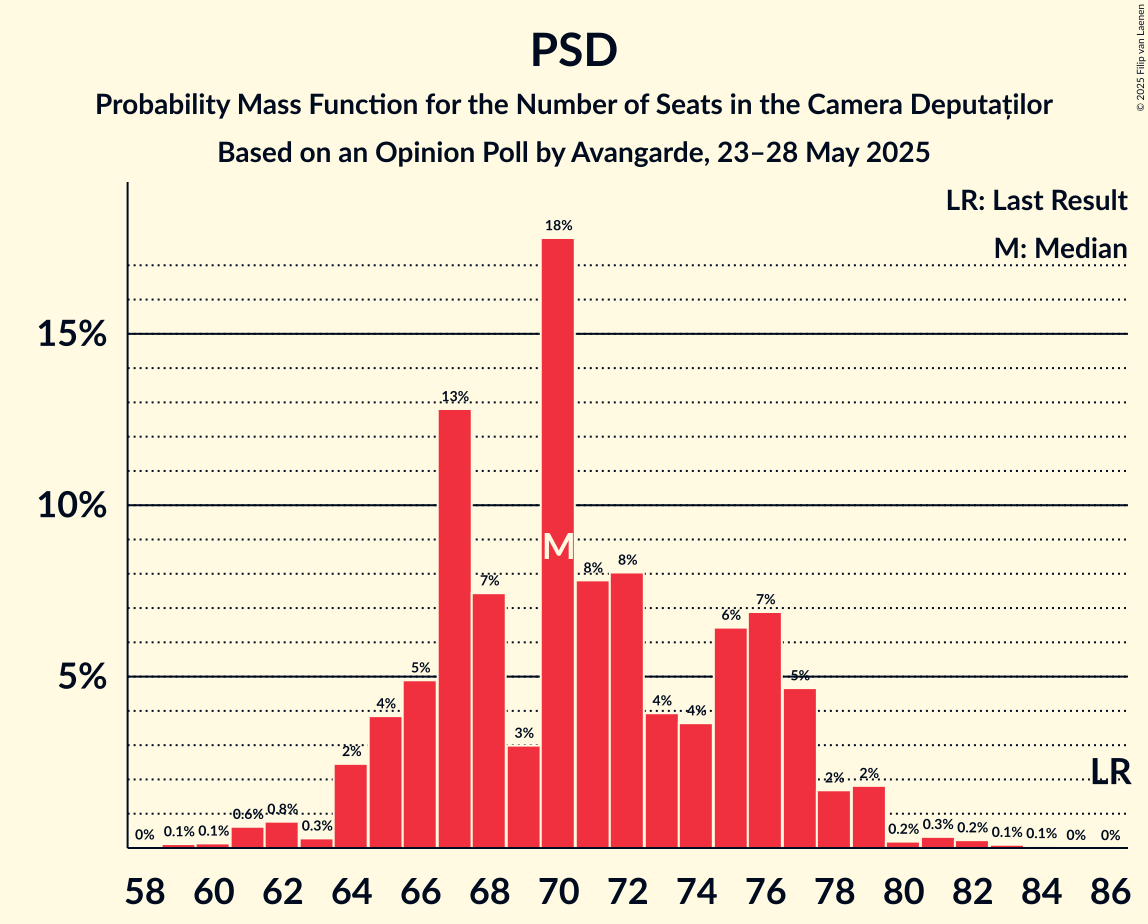 PSD
Probability Mass Function for the Number of Seats in the Camera Deputaților
Based on an Opinion Poll by Avangarde, 23–28 May 2025
© 2025 Filip van Laenen
LR: Last Result
M: Median
15%
10%
5%
0% 0.1% 0.1% 0.6% 0.8% 0.3% 2% 4% 5% 13% 7% 3% 18% 8% 8% 4% 4% 6% 7% 5% 2% 2% 0.2% 0.3% 0.2% 0.1% 0.1% 0% 0%
M
LR
58 60 62 64 66 68 70 72 74 76 78 80 82 84 86